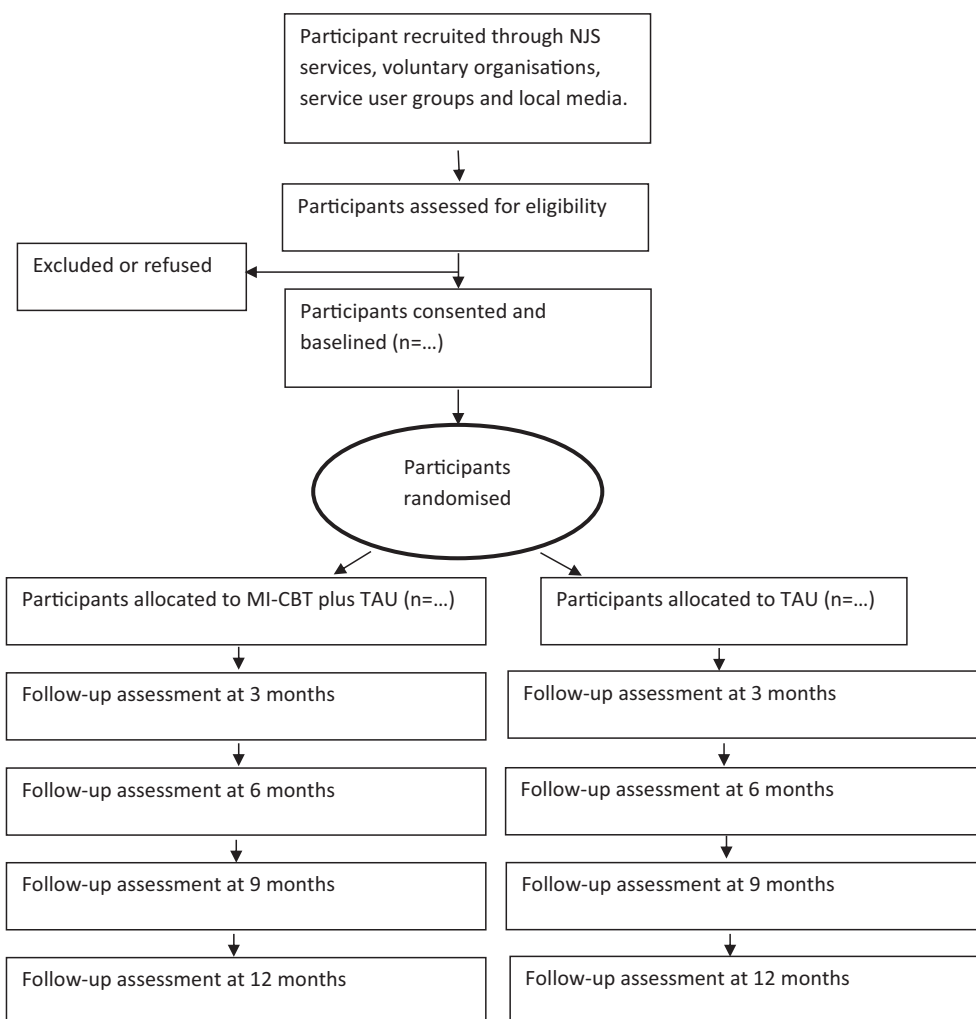 Participant recruited through NJS
services, voluntary organisations,
service user groups and local media.
Participants assessed for eligibility
Excluded or refused
Participants consented and
baselined (n=...)
Participants
randomised
Participants allocated to MI-CBT plus TAU (n=...)
Participants allocated to TAU (n=...)
Follow-up assessment at 3 months
Follow-up assessment at 3 months
Follow-up assessment at 6 months
Follow-up assessment at 6 months
Follow-up assessment at 9 months
Follow-up assessment at 9 months
Follow-up assessment at 12 months
Follow-up assessment at 12 months